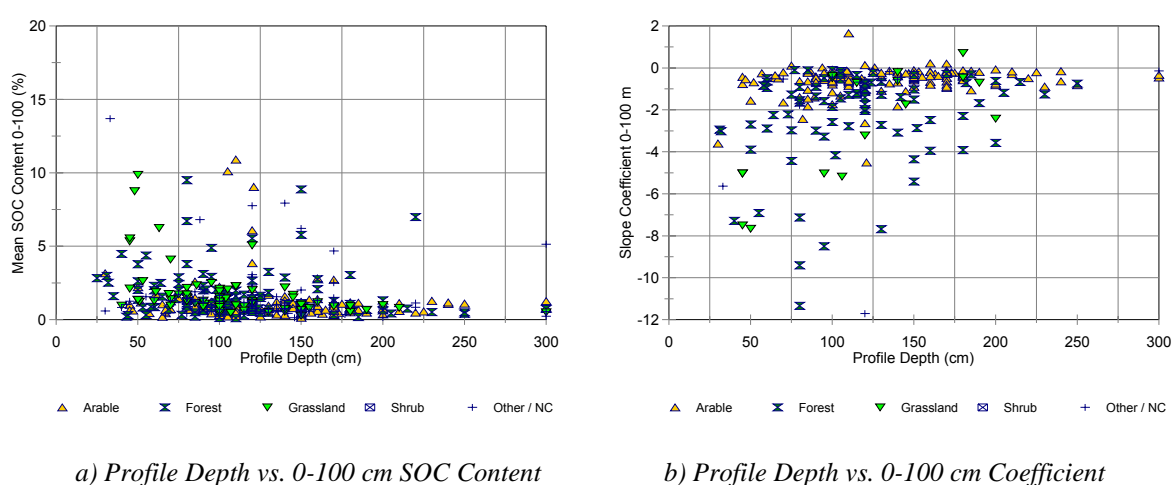 Mean SOC Content 0-100 (%)
20
15
10
5
0
0 50 100 150 200 250 300
Profile Depth (cm)
Arable Forest Grassland Shrub Other / NC
a) Profile Depth vs. 0-100 cm SOC Content
Slope Coefficient 0-100 m
2
0
-2
-4
-6
-8
-10
-12
0 50 100 150 200 250 300
Profile Depth (cm)
Arable Forest Grassland Shrub Other / NC
b) Profile Depth vs. 0-100 cm Coefficient